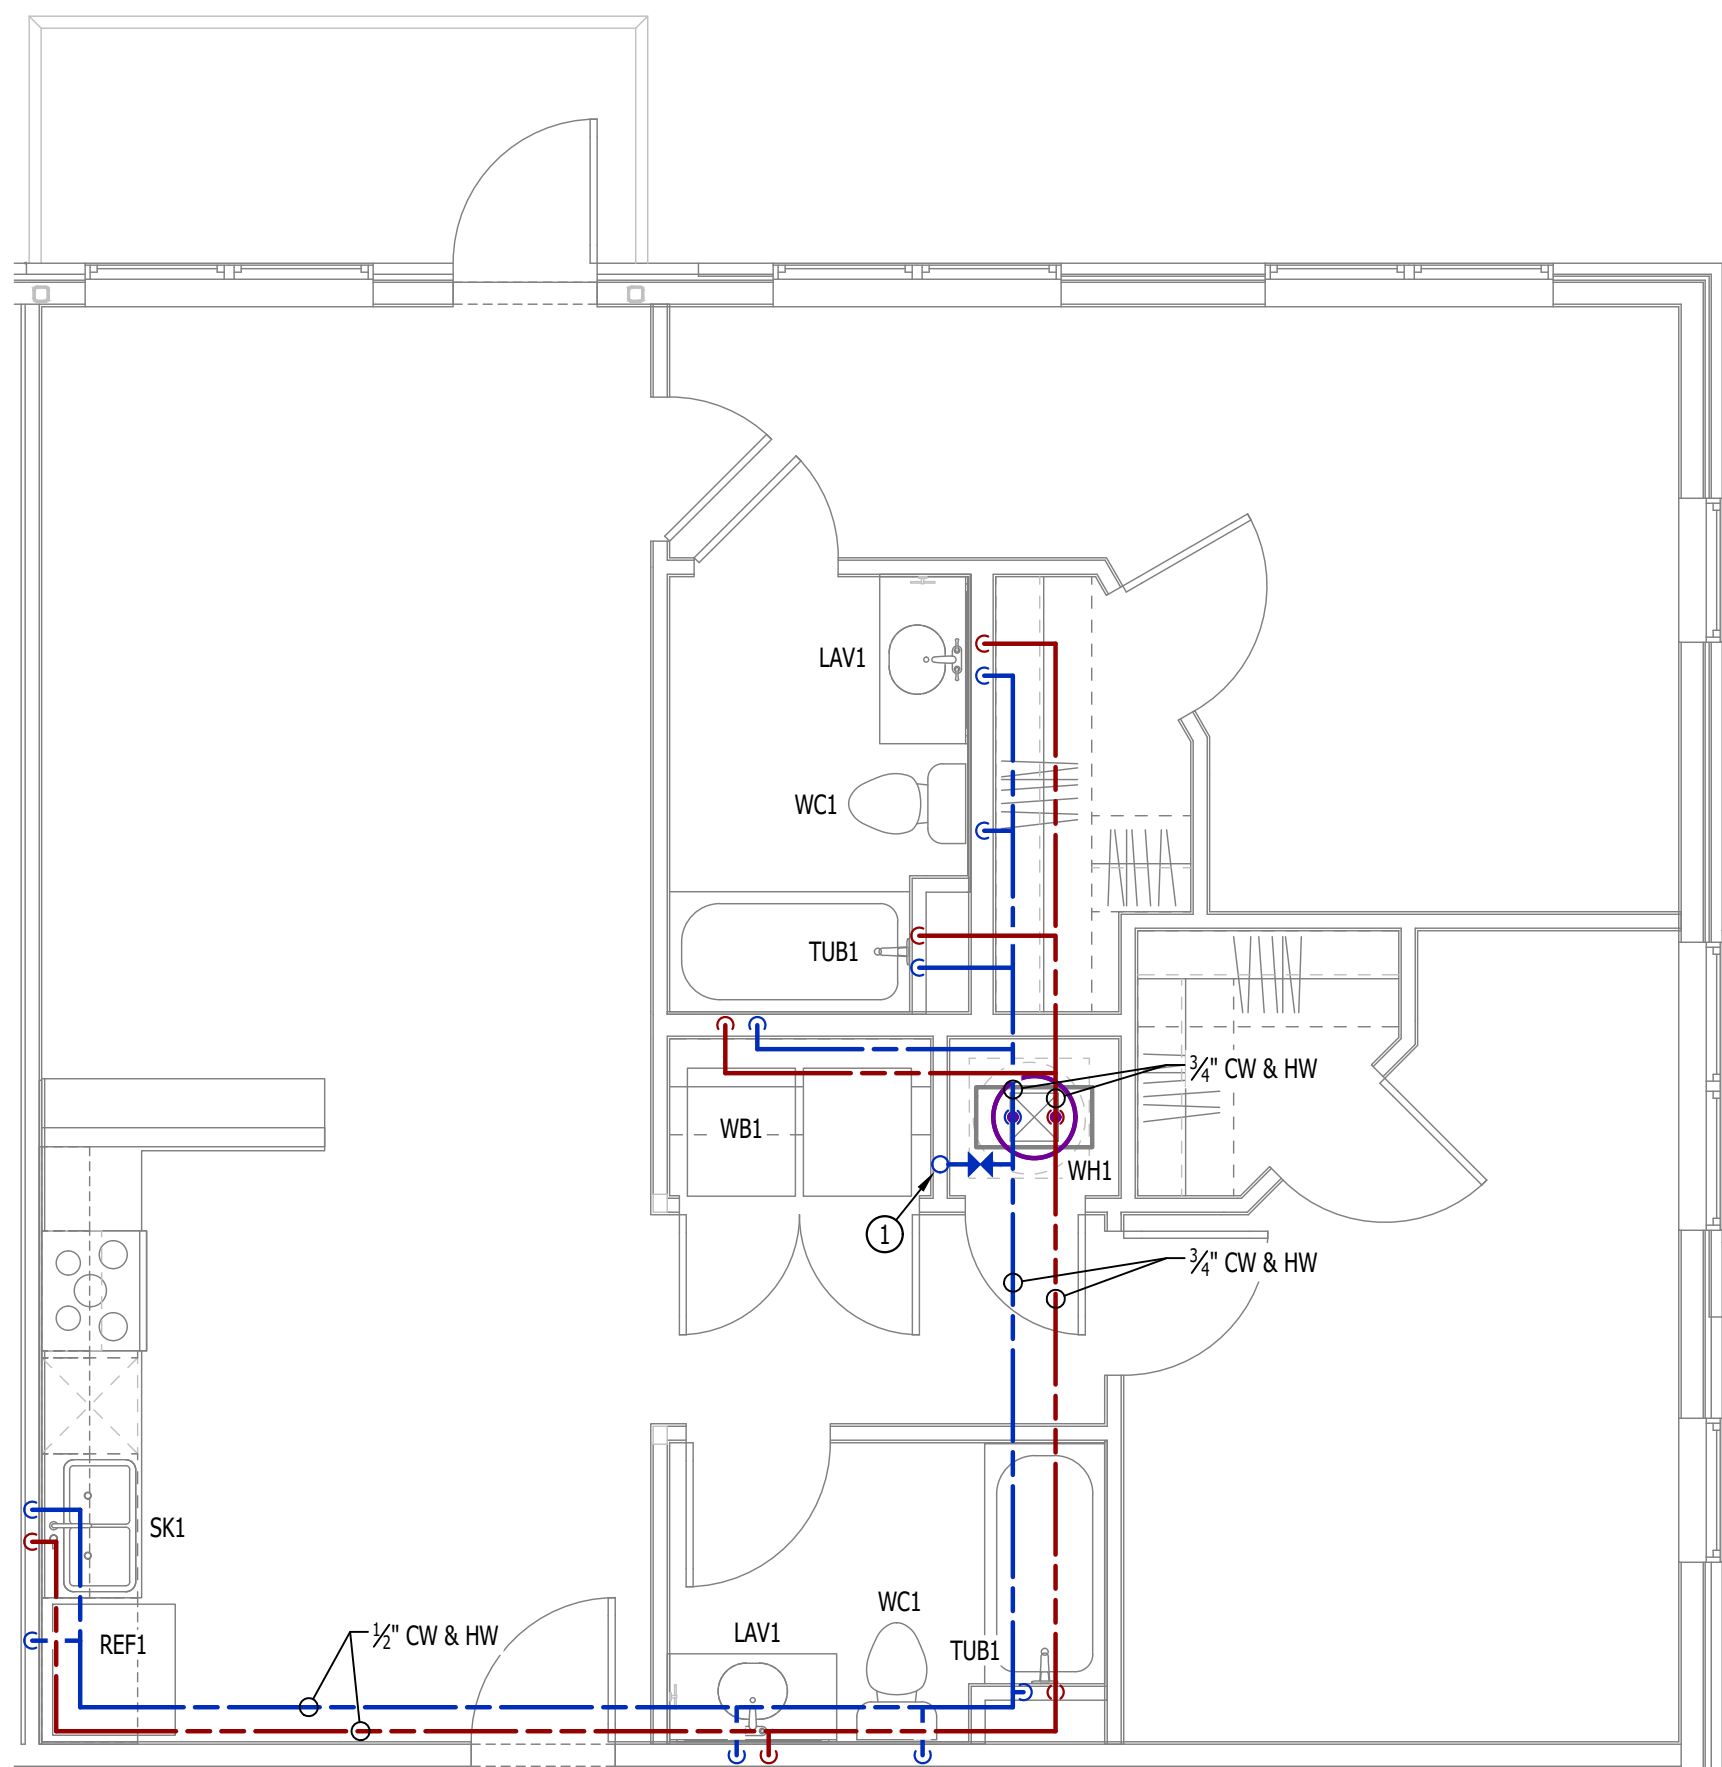 LAV1
WC1
TUB1
¾" CW & HW
WB1
WH1
1
¾" CW & HW
SK1
WC1
LAV1
½" CW & HW
REF1
TUB1